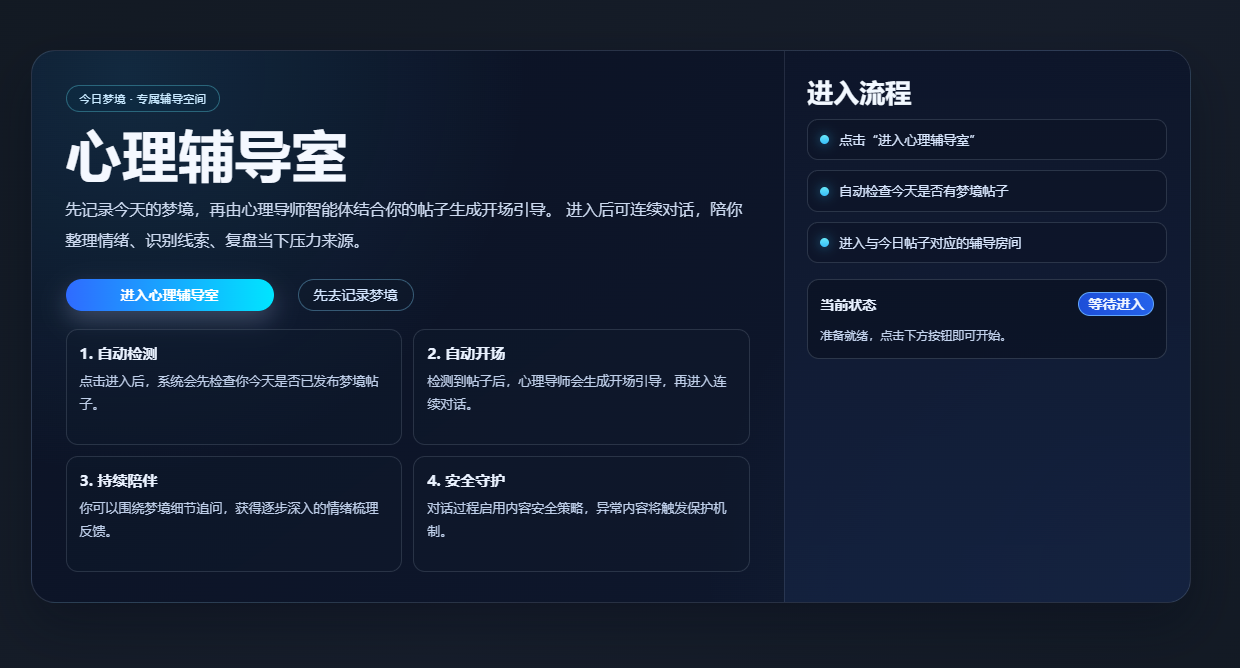 今日梦境 · 专属辅导空间
心理辅导室
先记录今天的梦境，再由心理导师智能体结合你的帖子生成开场引导。 进入后可连续对话，陪你
整理情绪、识别线索、复盘当下压力来源。
进入心理辅导室
先去记录梦境
1. 自动检测
点击进入后，系统会先检查你今天是否已发布梦境帖
子。
2. 自动开场
检测到帖子后，心理导师会生成开场引导，再进入连
续对话。
3. 持续陪伴
你可以围绕梦境细节追问，获得逐步深入的情绪梳理
反馈。
4. 安全守护
对话过程启用内容安全策略，异常内容将触发保护机
制。
进入流程
点击“进入心理辅导室”
自动检查今天是否有梦境帖子
进入与今日帖子对应的辅导房间
当前状态
等待进入
准备就绪，点击下方按钮即可开始。